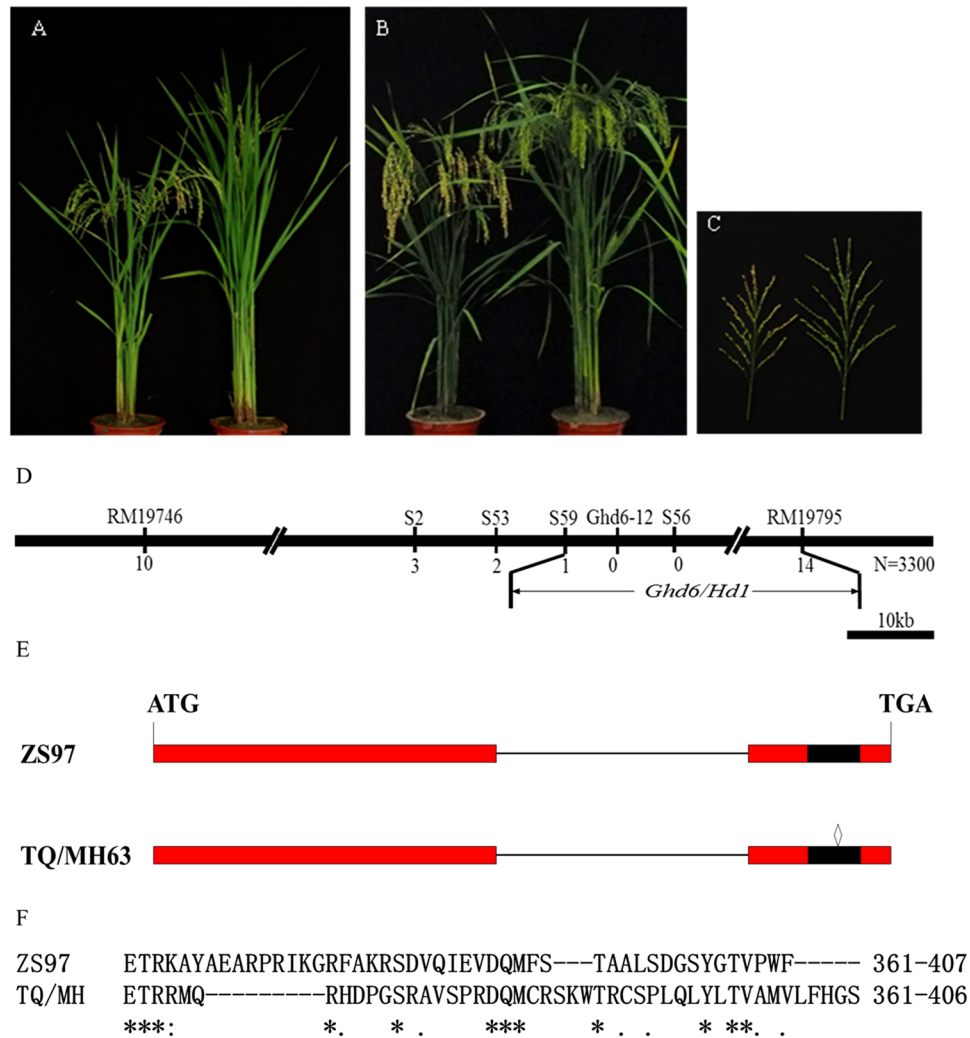 A
B
C
D
RM19746 S2 S53 S59 Ghd6-12 S56 RM19795
10 3 2 1 0 0 14 N=3300
Ghd6/Hd1
10kb
E
ATG TGA
ZS97
TQ/MH63
F
ZS97 ETRKAYAEARPRIKGRFAKRSDVQIEVDQMFS---TAALSDGSYGTVPWF----- 361-407
TQ/MH ETRRMQ---------RHDPGSRAVSPRDQMCRSKWTRCSPLQLYLTVAMVLFHGS 361-406
***: *. * . *** * . . * **. .